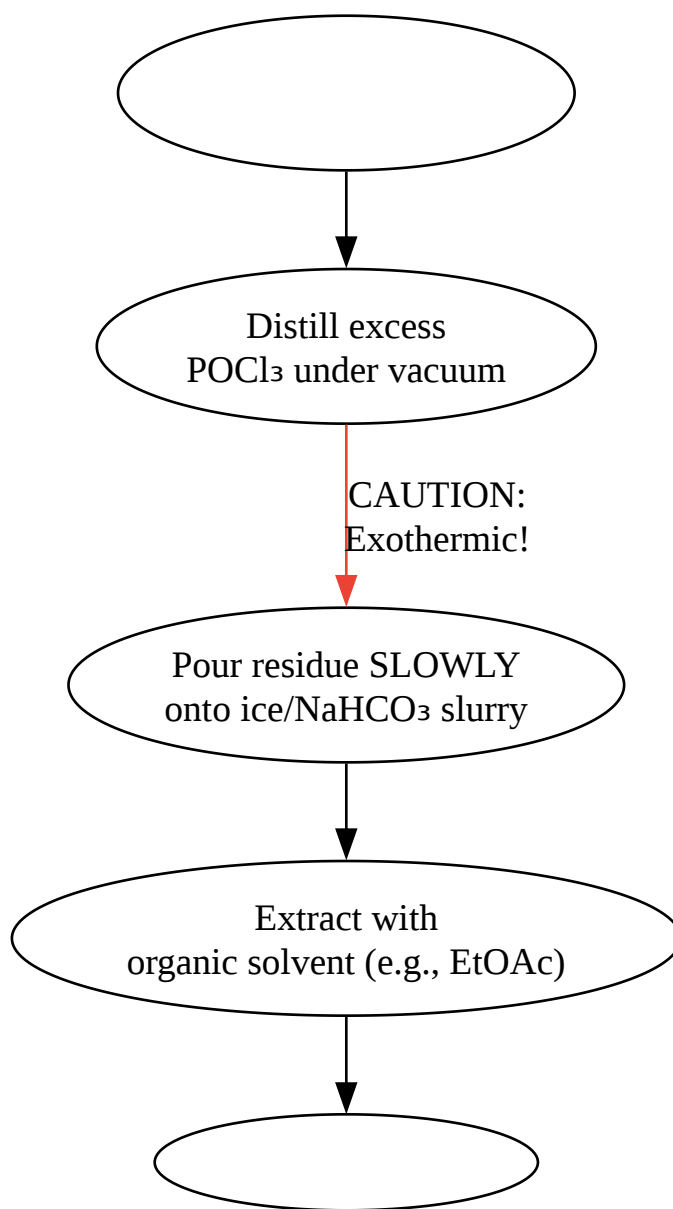 Distill excess
POCl₃ under vacuum
CAUTION:
Exothermic!
Pour residue SLOWLY
onto ice/NaHCO₃ slurry
Extract with
organic solvent (e.g., EtOAc)